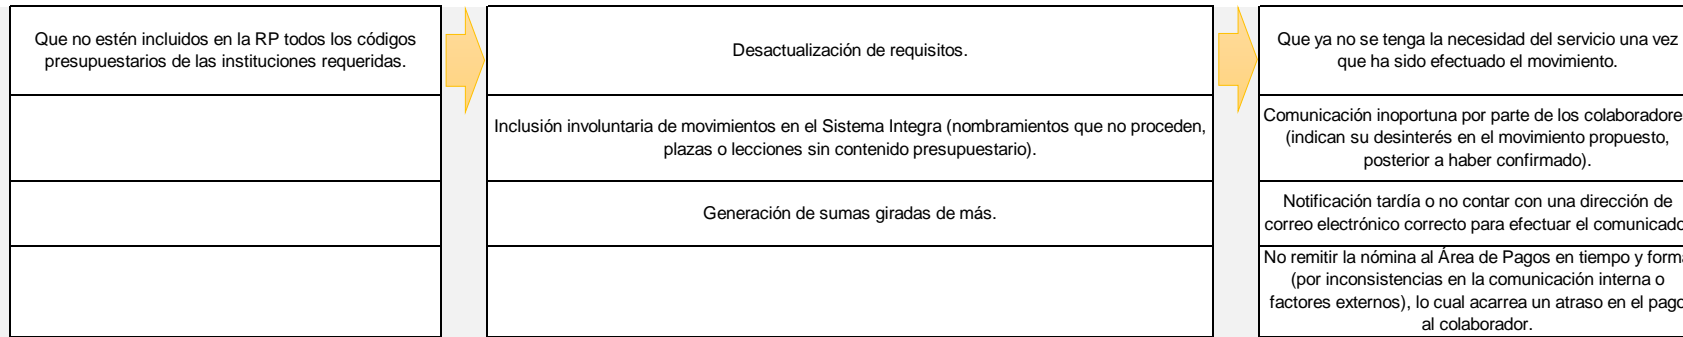 Que no estén incluidos en la RP todos los códigos
presupuestarios de las instituciones requeridas.
Desactualización de requisitos.
Que ya no se tenga la necesidad del servicio una vez
que ha sido efectuado el movimiento.
Inclusión involuntaria de movimientos en el Sistema Integra (nombramientos que no proceden,
plazas o lecciones sin contenido presupuestario).
Comunicación inoportuna por parte de los colaboradore
(indican su desinterés en el movimiento propuesto,
posterior a haber confirmado).
Generación de sumas giradas de más.
Notificación tardía o no contar con una dirección de
correo electrónico correcto para efectuar el comunicado
No remitir la nómina al Área de Pagos en tiempo y forma
(por inconsistencias en la comunicación interna o
factores externos), lo cual acarrea un atraso en el pago
al colaborador.